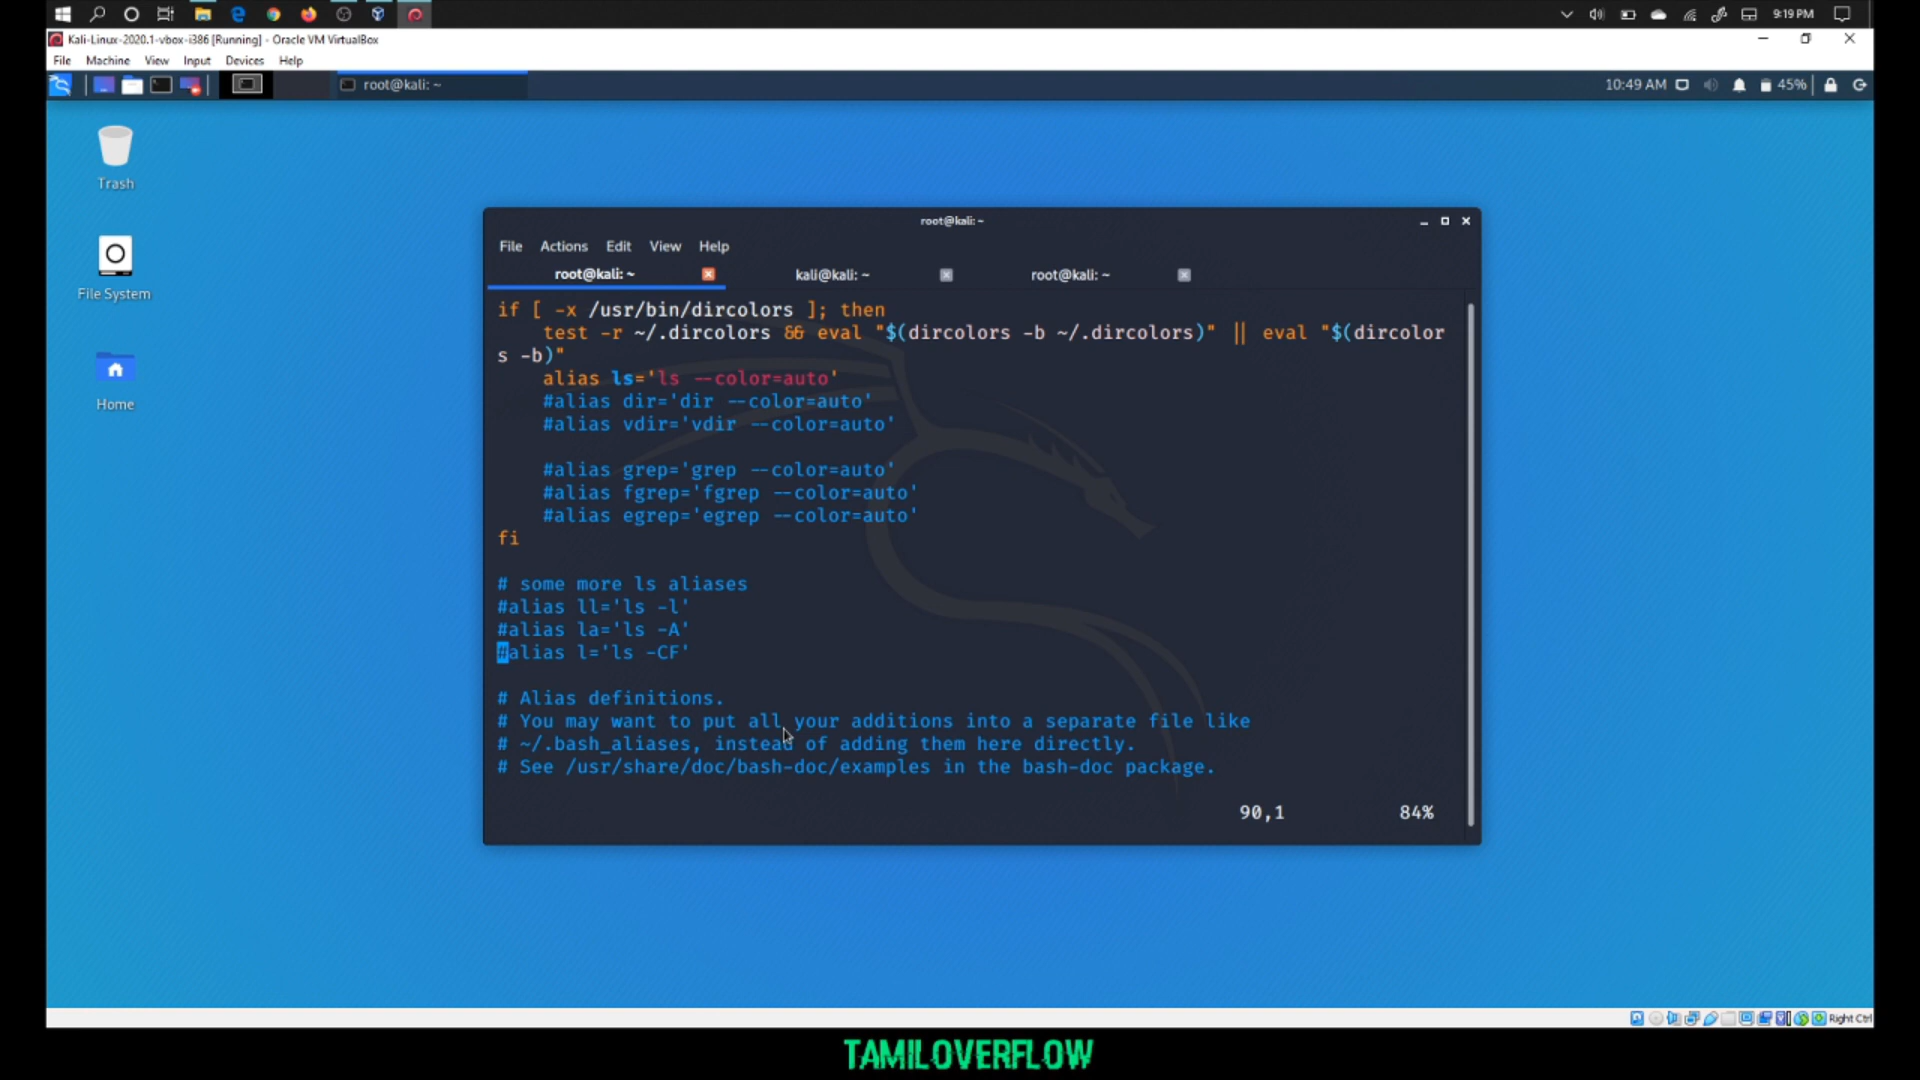 9:19 PM
Kali-Linux-2020.1-vbox-i386 [Running] - Oracle VM VirtualBox
File Machine View Input Devices Help
root@kali: ~
10:49 AM
45%
Trash
File System
Home
root@kali: ~
File Actions Edit View Help
root@kali: ~ kali@kali: ~ root@kali: ~
if [ -x /usr/bin/dircolors ]; then
    test -r ~/.dircolors && eval "$(dircolors -b ~/.dircolors)" || eval "$(dircolor
s -b)"
    alias ls='ls --color=auto'
    #alias dir='dir --color=auto'
    #alias vdir='vdir --color=auto'
    #alias grep='grep --color=auto'
    #alias fgrep='fgrep --color=auto'
    #alias egrep='egrep --color=auto'
fi
# some more ls aliases
#alias ll='ls -l'
#alias la='ls -A'
#alias l='ls -CF'
# Alias definitions.
# You may want to put all your additions into a separate file like
# ~/.bash_aliases, instead of adding them here directly.
# See /usr/share/doc/bash-doc/examples in the bash-doc package.
90,1 84%
Right Ctrl
TAMILOVERFLOW